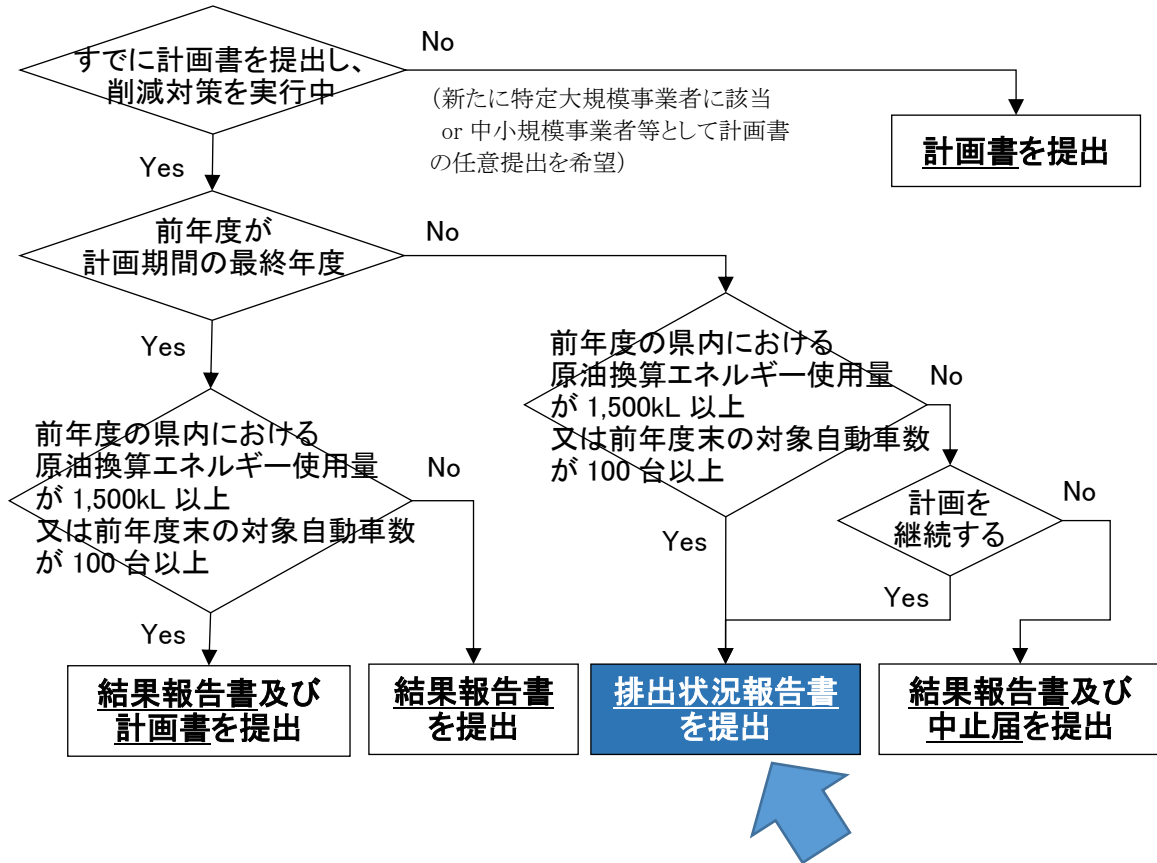 すでに計画書を提出し、
削減対策を実行中
No
（新たに特定大規模事業者に該当
or 中小規模事業者等として計画書
の任意提出を希望）
計画書を提出
Yes
前年度が
計画期間の最終年度
No
Yes
前年度の県内における
原油換算エネルギー使用量
が 1,500kL 以上
又は前年度末の対象自動車数
が 100 台以上
No
前年度の県内における
原油換算エネルギー使用量
が 1,500kL 以上
又は前年度末の対象自動車数
が 100 台以上
No
計画を
継続する
No
Yes
Yes
Yes
結果報告書及び
計画書を提出
結果報告書
を提出
排出状況報告書
を提出
結果報告書及び
中止届を提出